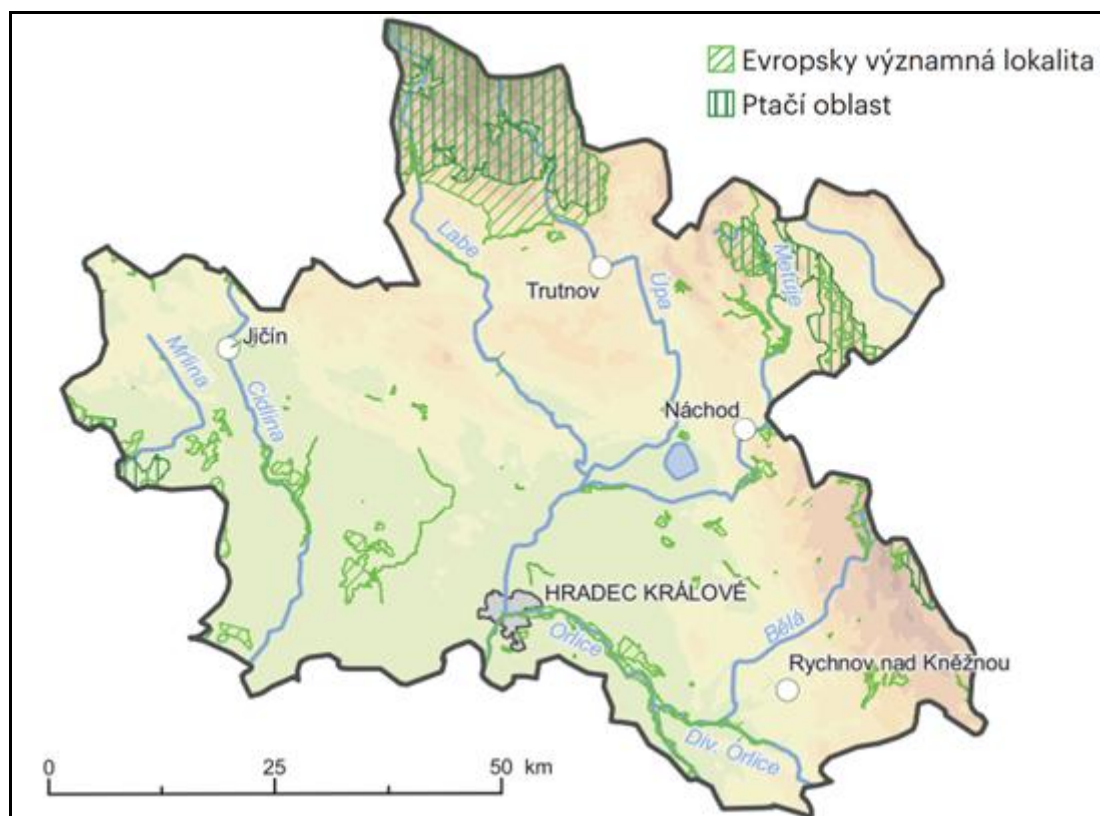 Evropsky významná lokalita
Ptačí oblast
Labe
Trutnov
Úpa
Metuje
Jičín
Mrlina
Cidlina
Náchod
HRADEC KRÁLOVÉ
Orlice
Bělá
Rychnov nad Kněžnou
Div. Orlice
0 25 50 km